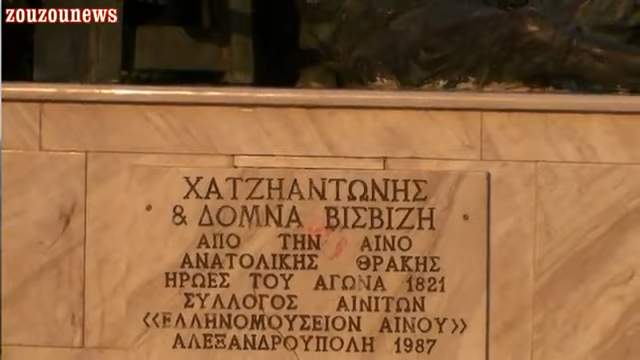 zouzounews
ΧΑΤΖΗΑΝΤΩΝΗΣ
& ΔΟΜΝΑ ΒΙΣΒΙΖΗ
ΑΠΟ ΤΗΝ ΑΙΝΟ
ΑΝΑΤΟΛΙΚΗΣ ΘΡΑΚΗΣ
ΗΡΩΕΣ ΤΟΥ ΑΓΩΝΑ 1821
ΣΥΛΛΟΓΟΣ ΑΙΝΙΤΩΝ
<<ΕΛΛΗΝΟΜΟΥΣΕΙΟΝ ΑΙΝΟΥ>>
ΑΛΕΞΑΝΔΡΟΥΠΟΛΗ 1987